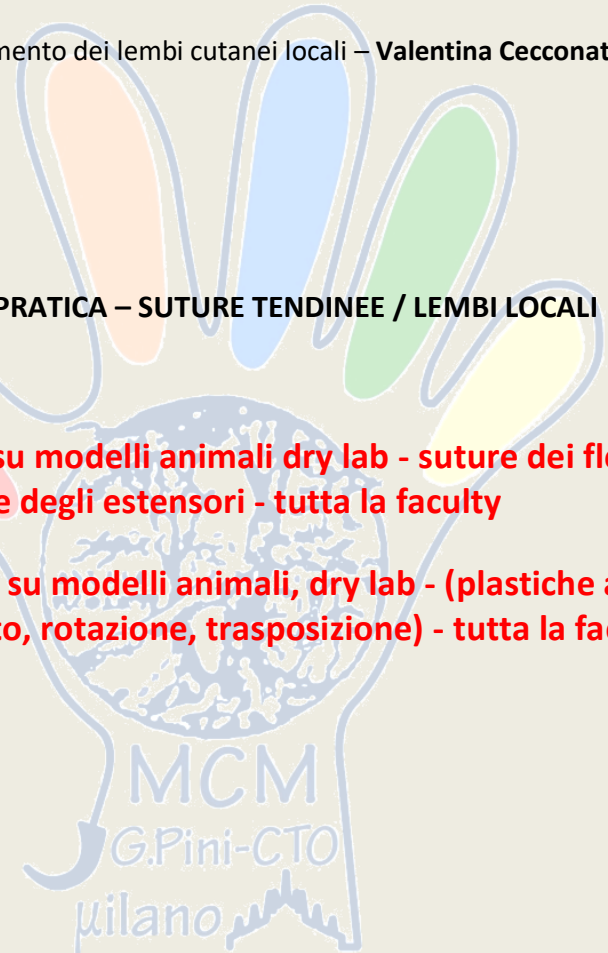 mento dei lembi cutanei locali – Valentina Cecconat
PRATICA – SUTURE TENDINEE / LEMBI LOCALI
su modelli animali dry lab - suture dei fle
e degli estensori - tutta la faculty
su modelli animali, dry lab - (plastiche a
to, rotazione, trasposizione) - tutta la fac
MCM
G.Pini-CTO
µilano